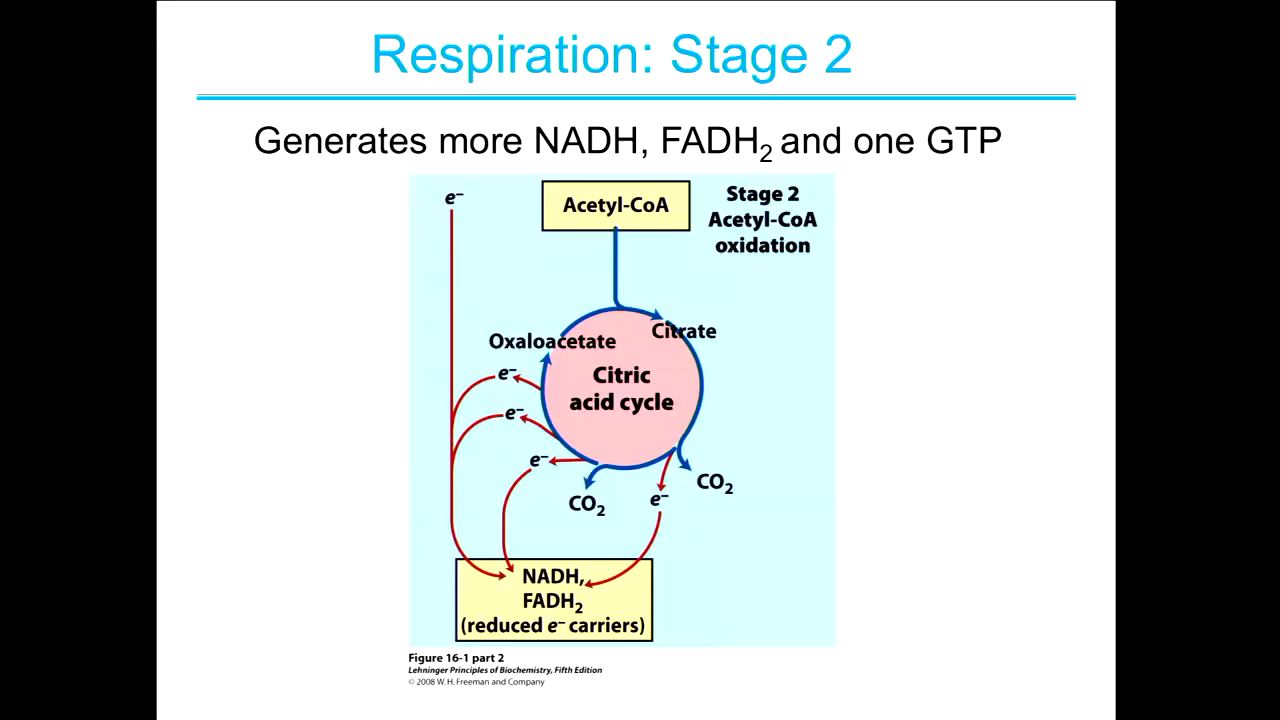 Respiration: Stage 2
Generates more NADH, FADH₂ and one GTP
e⁻
Acetyl-CoA
Stage 2
Acetyl-CoA
oxidation
Citrate
Oxaloacetate
Citric
acid cycle
e⁻
e⁻
e⁻
CO₂
e⁻
CO₂
NADH,
FADH₂
(reduced e⁻ carriers)
Figure 16-1 part 2
Lehninger Principles of Biochemistry, Fifth Edition
© 2008 W. H. Freeman and Company